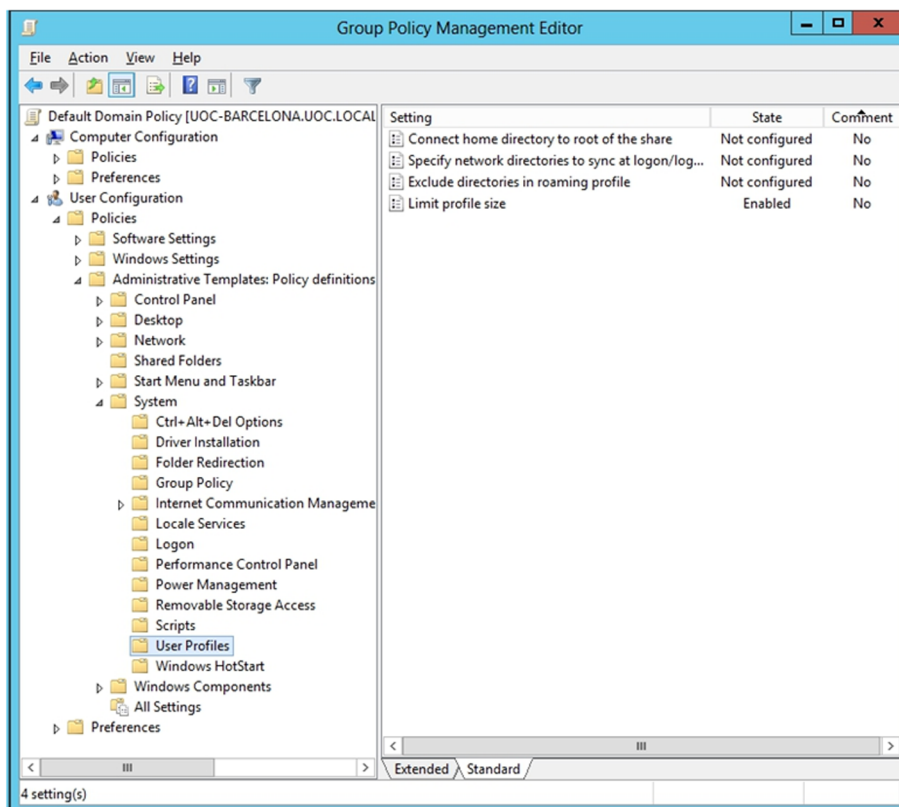 Group Policy Management Editor
File Action View Help
Default Domain Policy [UOC-BARCELONA.UOC.LOCAL
Computer Configuration
Policies
Preferences
User Configuration
Policies
Software Settings
Windows Settings
Administrative Templates: Policy definitions
Control Panel
Desktop
Network
Shared Folders
Start Menu and Taskbar
System
Ctrl+Alt+Del Options
Driver Installation
Folder Redirection
Group Policy
Internet Communication Manageme
Locale Services
Logon
Performance Control Panel
Power Management
Removable Storage Access
Scripts
User Profiles
Windows HotStart
Windows Components
All Settings
Preferences
Setting State Comment
Connect home directory to root of the share Not configured No
Specify network directories to sync at logon/log... Not configured No
Exclude directories in roaming profile Not configured No
Limit profile size Enabled No
Extended Standard
4 setting(s)